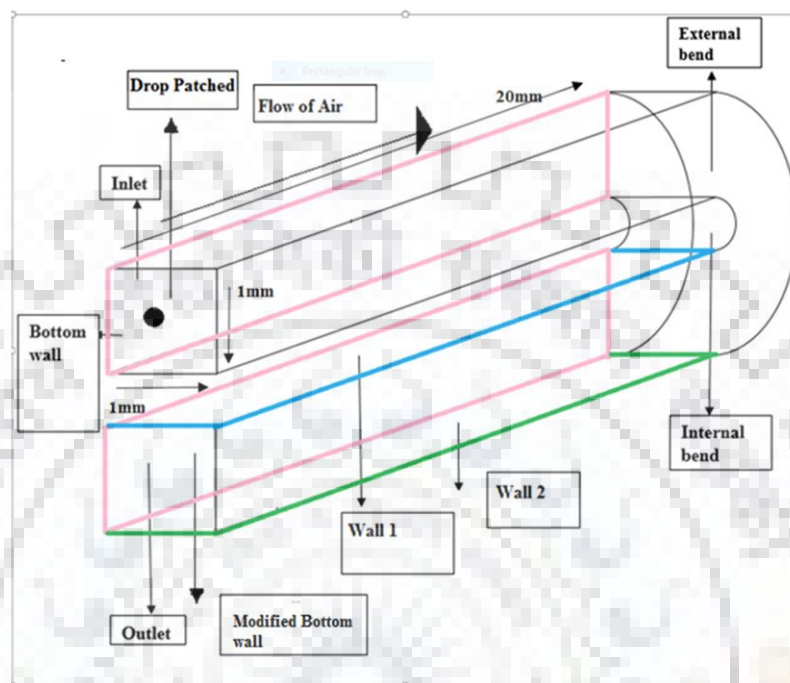 External
bend
Drop Patched
20mm
Flow of Air
Inlet
1mm
Bottom
wall
1mm
Internal
bend
Wall 2
Wall 1
Modified Bottom
wall
Outlet